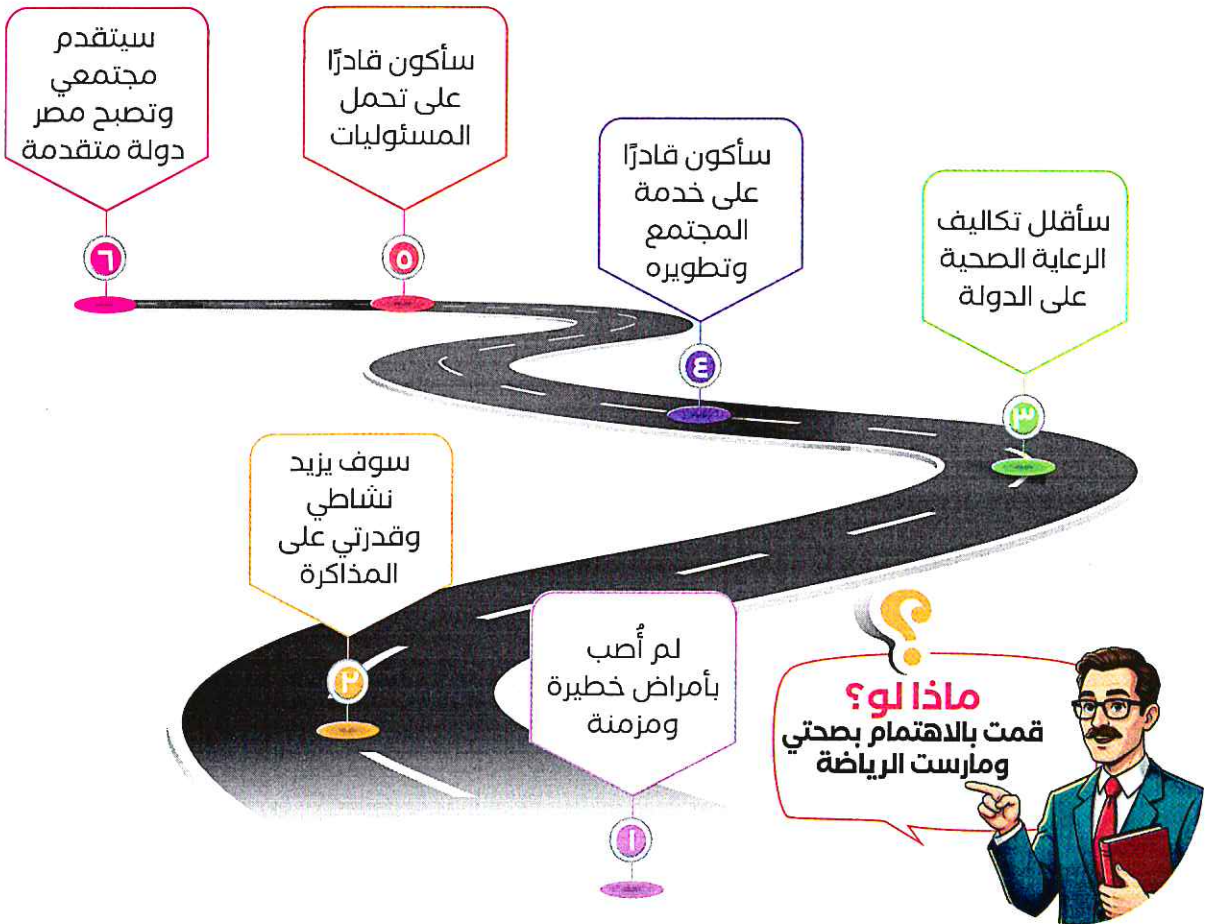 ؟
ماذا لو؟
قمت بالاهتمام بصحتي
ومارست الرياضة
لم أُصب
بأمراض خطيرة
ومزمنة
١
سوف يزيد
نشاطي
وقدرتي على
المذاكرة
٢
سأقلل تكاليف
الرعاية الصحية
على الدولة
٣
سأكون قادرًا
على خدمة
المجتمع
وتطويره
٤
سأكون قادرًا
على تحمل
المسئوليات
٥
سيتقدم
مجتمعي
وتصبح مصر
دولة متقدمة
٦